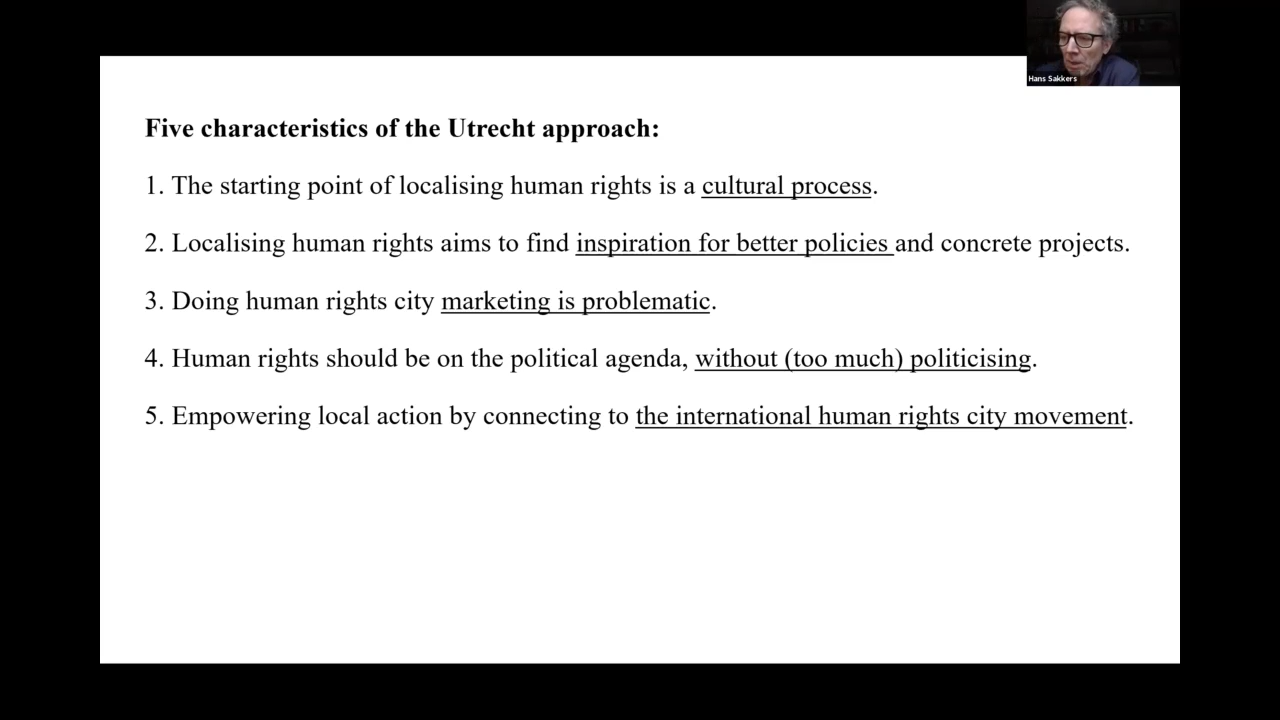 Hans Sakkers
Five characteristics of the Utrecht approach:
1. The starting point of localising human rights is a cultural process.
2. Localising human rights aims to find inspiration for better policies and concrete projects.
3. Doing human rights city marketing is problematic.
4. Human rights should be on the political agenda, without (too much) politicising.
5. Empowering local action by connecting to the international human rights city movement.